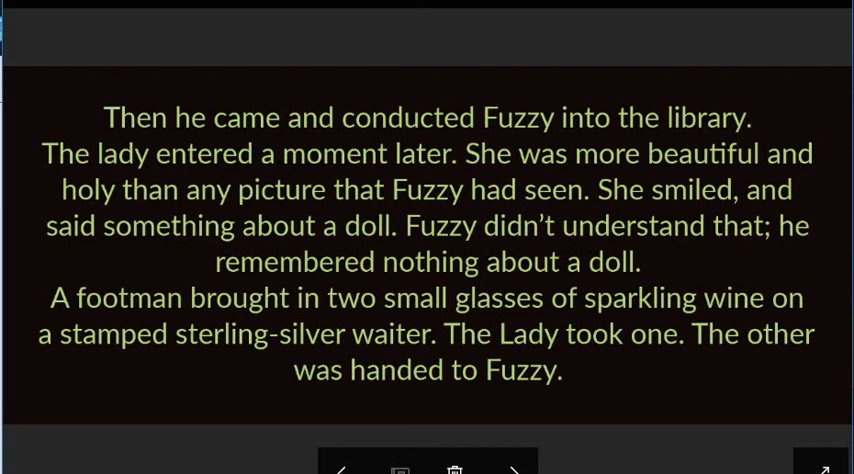 Then he came and conducted Fuzzy into the library.
The lady entered a moment later. She was more beautiful and
holy than any picture that Fuzzy had seen. She smiled, and
said something about a doll. Fuzzy didn’t understand that; he
remembered nothing about a doll.
A footman brought in two small glasses of sparkling wine on
a stamped sterling-silver waiter. The Lady took one. The other
was handed to Fuzzy.